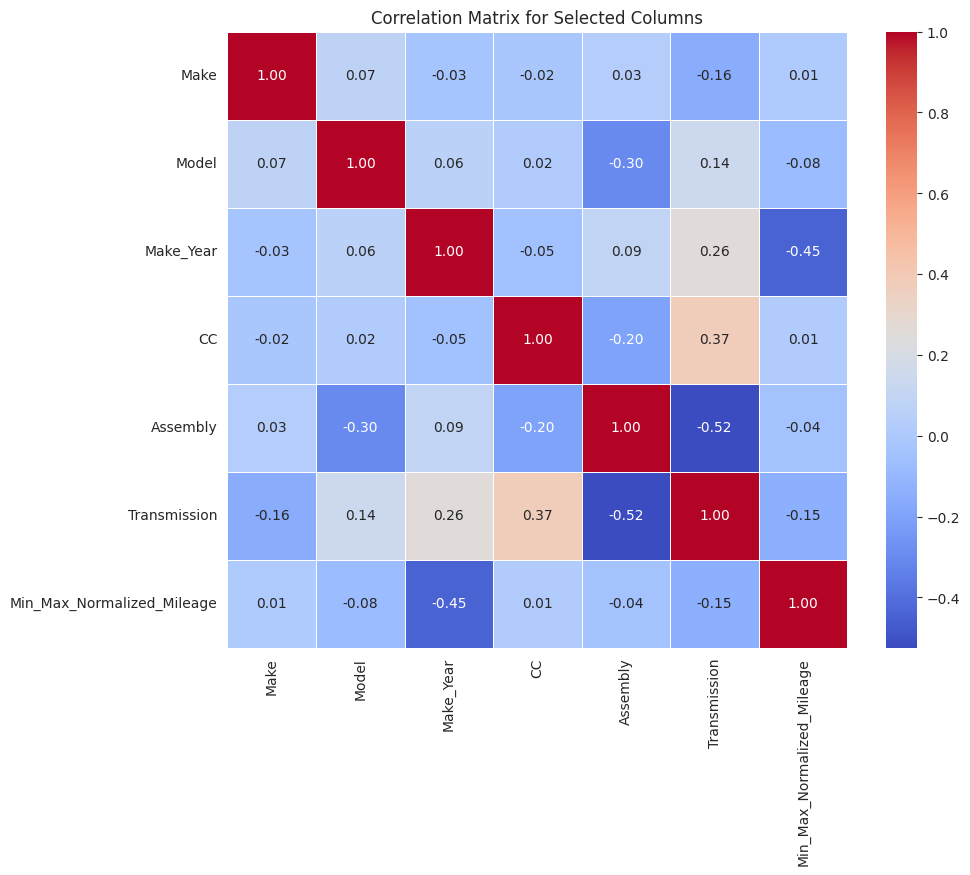 Correlation Matrix for Selected Columns
Make 1.00 0.07 -0.03 -0.02 0.03 -0.16 0.01
Model 0.07 1.00 0.06 0.02 -0.30 0.14 -0.08
Make_Year -0.03 0.06 1.00 -0.05 0.09 0.26 -0.45
CC -0.02 0.02 -0.05 1.00 -0.20 0.37 0.01
Assembly 0.03 -0.30 0.09 -0.20 1.00 -0.52 -0.04
Transmission -0.16 0.14 0.26 0.37 -0.52 1.00 -0.15
Min_Max_Normalized_Mileage 0.01 -0.08 -0.45 0.01 -0.04 -0.15 1.00
Make Model Make_Year CC Assembly Transmission Min_Max_Normalized_Mileage
1.0
0.8
0.6
0.4
0.2
0.0
−0.2
−0.4